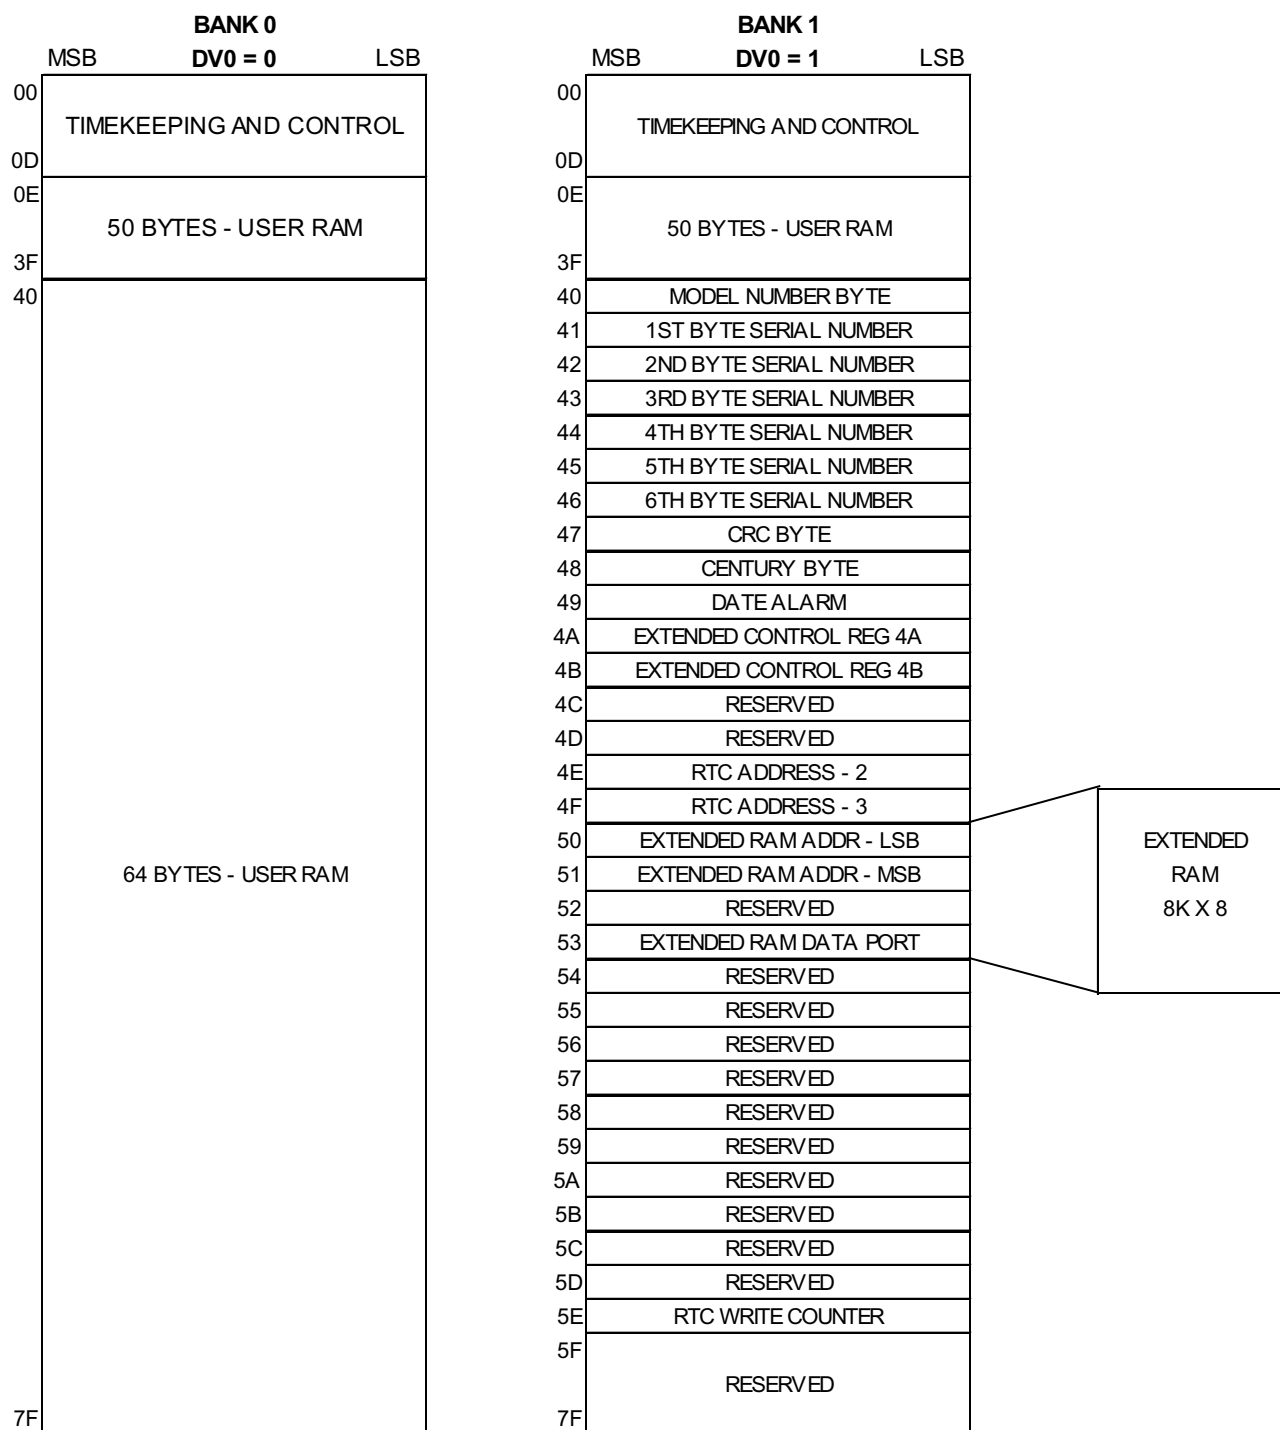 BANK 0
MSB DV0 = 0 LSB
00
TIMEKEEPING AND CONTROL
0D
0E
50 BYTES - USER RAM
3F
40
64 BYTES - USER RAM
7F
BANK 1
MSB DV0 = 1 LSB
00
TIMEKEEPING AND CONTROL
0D
0E
50 BYTES - USER RAM
3F
40 MODEL NUMBER BYTE
41 1ST BYTE SERIAL NUMBER
42 2ND BYTE SERIAL NUMBER
43 3RD BYTE SERIAL NUMBER
44 4TH BYTE SERIAL NUMBER
45 5TH BYTE SERIAL NUMBER
46 6TH BYTE SERIAL NUMBER
47 CRC BYTE
48 CENTURY BYTE
49 DATE ALARM
4A EXTENDED CONTROL REG 4A
4B EXTENDED CONTROL REG 4B
4C RESERVED
4D RESERVED
4E RTC ADDRESS - 2
4F RTC ADDRESS - 3
50 EXTENDED RAM ADDR - LSB
51 EXTENDED RAM ADDR - MSB
52 RESERVED
53 EXTENDED RAM DATA PORT
54 RESERVED
55 RESERVED
56 RESERVED
57 RESERVED
58 RESERVED
59 RESERVED
5A RESERVED
5B RESERVED
5C RESERVED
5D RESERVED
5E RTC WRITE COUNTER
5F
RESERVED
7F
EXTENDED
RAM
8K X 8